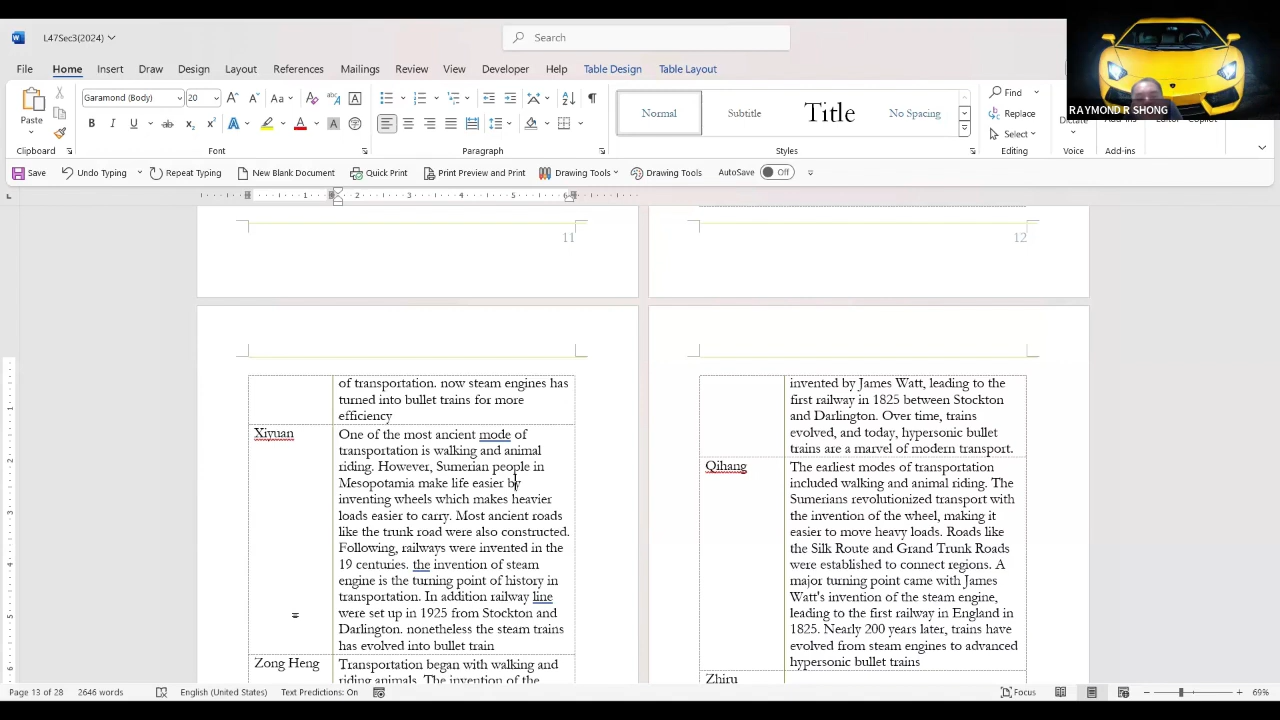 L47Sec3(2024)
Search
RAYMOND R SHONG
File Home Insert Draw Design Layout References Mailings Review View Developer Help Table Design Table Layout
Garamond (Body) 20
Paste
Normal Subtitle Title No Spacing
Find
Replace
Select
Clipboard Font Paragraph Styles Editing Voice Add-ins
Save Undo Typing Repeat Typing New Blank Document Quick Print Print Preview and Print Drawing Tools Drawing Tools AutoSave Off
11
12
of transportation. now steam engines has
turned into bullet trains for more
efficiency
Xiyuan
One of the most ancient mode of
transportation is walking and animal
riding. However, Sumerian people in
Mesopotamia make life easier by
inventing wheels which makes heavier
loads easier to carry. Most ancient roads
like the trunk road were also constructed.
Following, railways were invented in the
19 centuries. the invention of steam
engine is the turning point of history in
transportation. In addition railway line
were set up in 1925 from Stockton and
Darlington. nonetheless the steam trains
has evolved into bullet train
Zong Heng
Transportation began with walking and
riding animals. The invention of the
invented by James Watt, leading to the
first railway in 1825 between Stockton
and Darlington. Over time, trains
evolved, and today, hypersonic bullet
trains are a marvel of modern transport.
Qihang
The earliest modes of transportation
included walking and animal riding. The
Sumerians revolutionized transport with
the invention of the wheel, making it
easier to move heavy loads. Roads like
the Silk Route and Grand Trunk Roads
were established to connect regions. A
major turning point came with James
Watt's invention of the steam engine,
leading to the first railway in England in
1825. Nearly 200 years later, trains have
evolved from steam engines to advanced
hypersonic bullet trains
Zhiru
Page 13 of 28 2646 words English (United States) Text Predictions: On Focus 69%